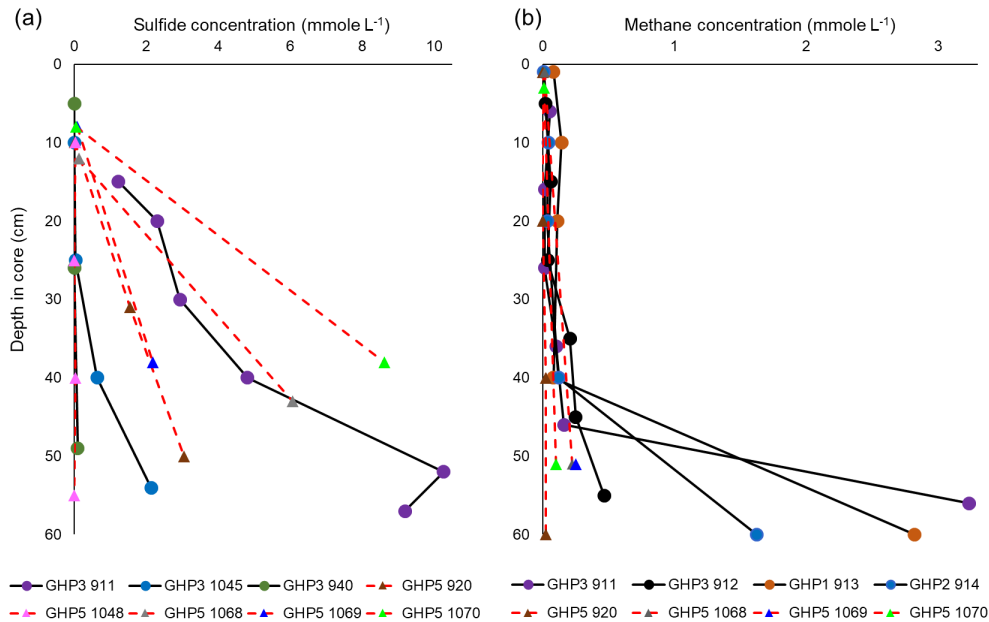 (a)
Sulfide concentration (mmole L⁻¹)
0 2 4 6 8 10
0
10
20
30
40
50
60
Depth in core (cm)
GHP3 911 GHP3 1045 GHP3 940 GHP5 920
GHP5 1048 GHP5 1068 GHP5 1069 GHP5 1070
(b)
Methane concentration (mmole L⁻¹)
0 1 2 3
0
10
20
30
40
50
60
GHP3 911 GHP3 912 GHP1 913 GHP2 914
GHP5 920 GHP5 1068 GHP5 1069 GHP5 1070